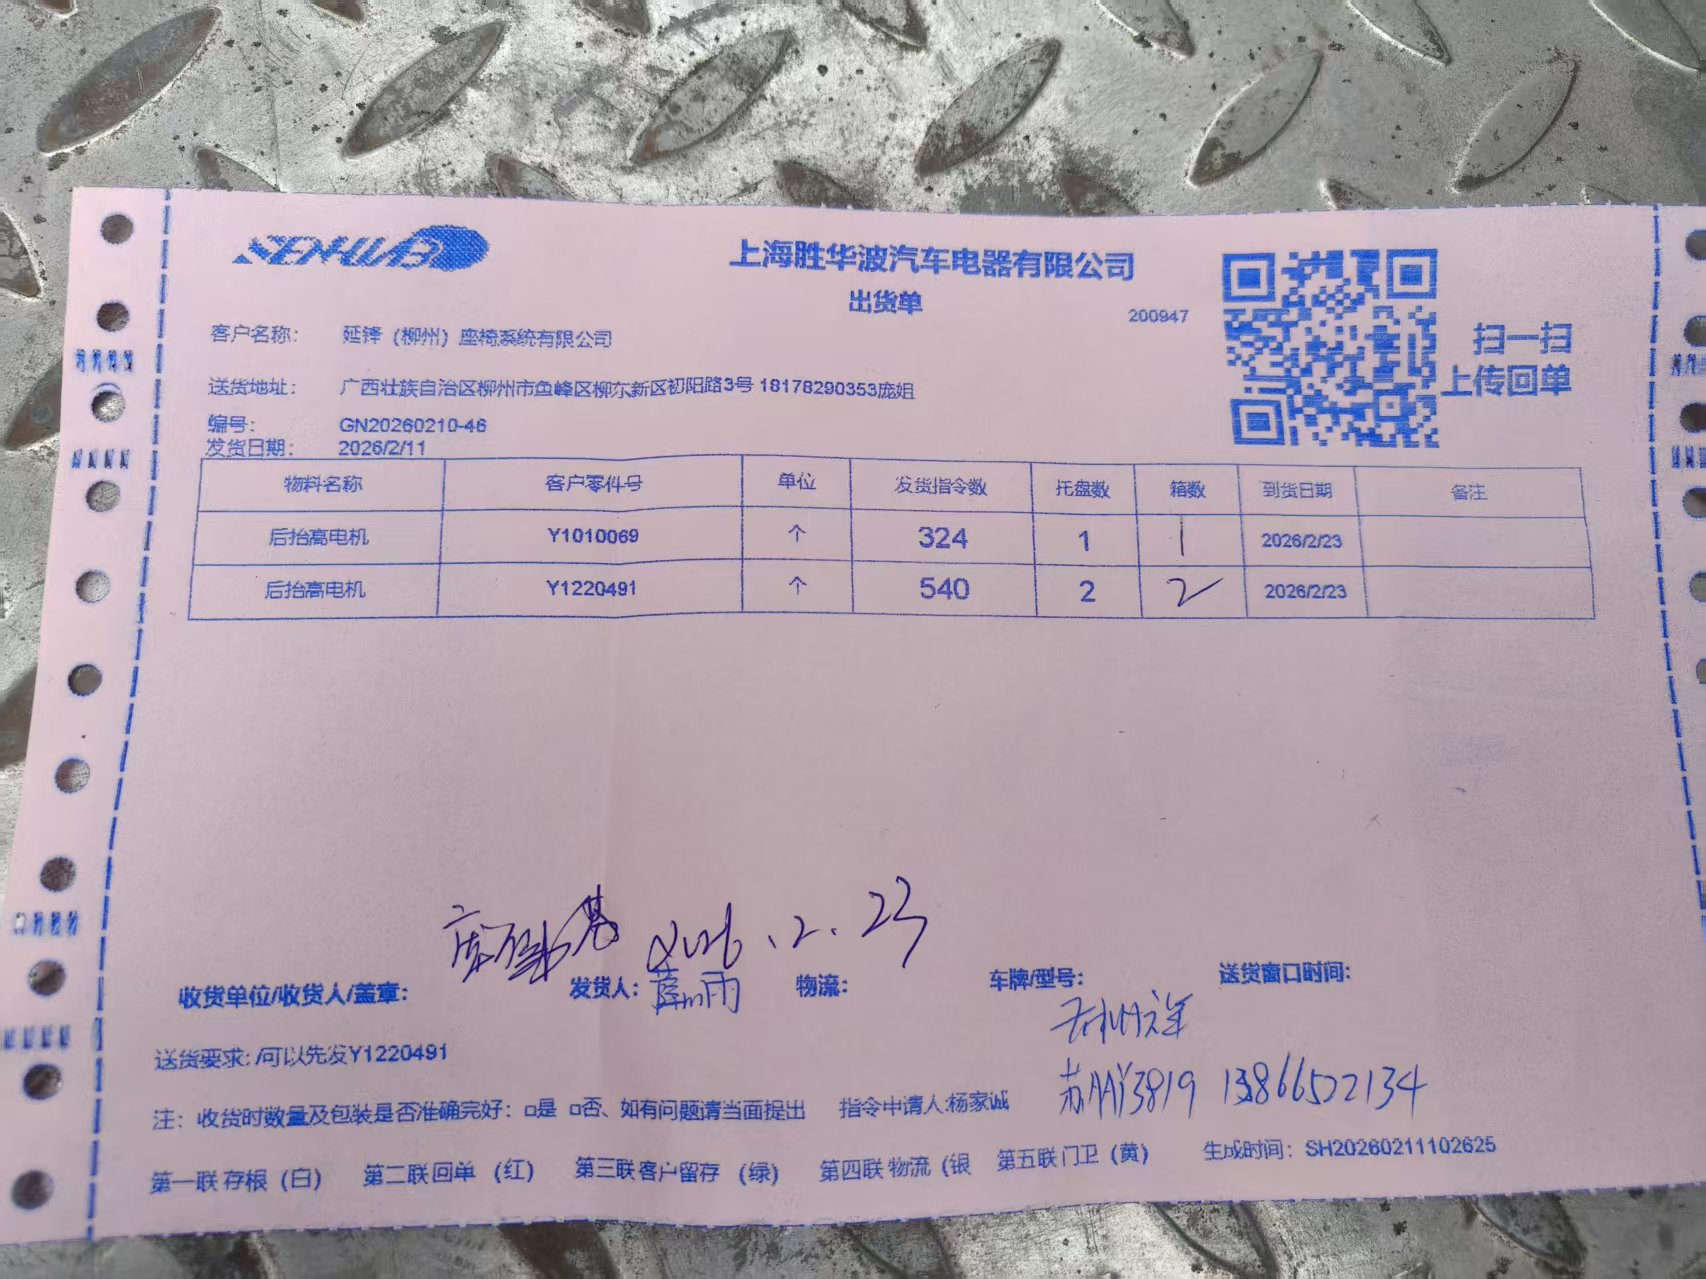 SENHWAB
上海胜华波汽车电器有限公司
出货单
200947
扫一扫
上传回单
客户名称： 延锋（柳州）座椅系统有限公司
送货地址： 广西壮族自治区柳州市鱼峰区柳东新区初阳路3号 18178290353庞姐
编号： GN20260210-46
发货日期： 2026/2/11
物料名称 客户零件号 单位 发货指令数 托盘数 箱数 到货日期 备注
后抬高电机 Y1010069 个 324 1 1 2026/2/23
后抬高电机 Y1220491 个 540 2 2 2026/2/23
2026.2.23
收货单位/收货人/盖章： 发货人： 物流： 车牌/型号： 送货窗口时间：
送货要求: /可以先发Y1220491
苏AAY3819 13866522134
注：收货时数量及包装是否准确完好：□是 □否、如有问题请当面提出 指令申请人:杨家诚
第一联存根（白） 第二联回单（红） 第三联客户留存（绿） 第四联物流（银 第五联门卫（黄） 生成时间： SH20260211102625